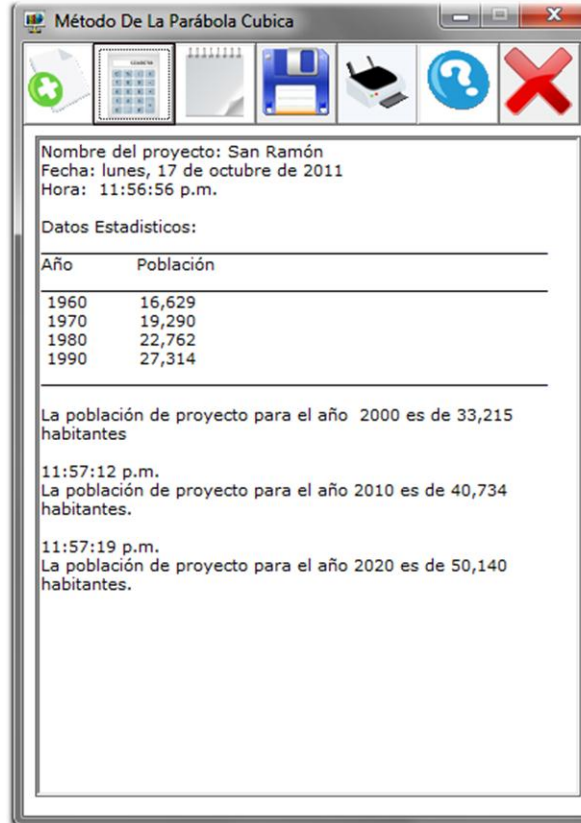 Método De La Parábola Cubica
Nombre del proyecto: San Ramón
Fecha: lunes, 17 de octubre de 2011
Hora: 11:56:56 p.m.
Datos Estadisticos:
Año Población
1960 16,629
1970 19,290
1980 22,762
1990 27,314
La población de proyecto para el año 2000 es de 33,215
habitantes
11:57:12 p.m.
La población de proyecto para el año 2010 es de 40,734
habitantes.
11:57:19 p.m.
La población de proyecto para el año 2020 es de 50,140
habitantes.